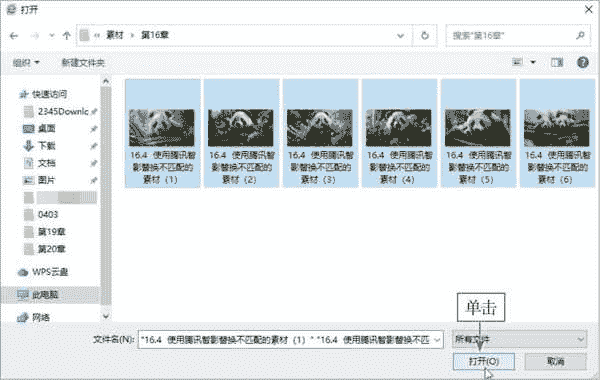 打开
素材 › 第16章
搜索"第16章"
组织
新建文件夹
快速访问
2345Downlc
桌面
下载
文档
图片
0403
第19章
第20章
WPS云盘
此电脑
网络
16.4 使用腾讯智
影替换不匹配的
素材（1）
16.4 使用腾讯智
影替换不匹配的
素材（2）
16.4 使用腾讯智
影替换不匹配的
素材（3）
16.4 使用腾讯智
影替换不匹配的
素材（4）
16.4 使用腾讯智
影替换不匹配的
素材（5）
16.4 使用腾讯智
影替换不匹配的
素材（6）
单击
文件名(N):
"16.4 使用腾讯智影替换不匹配的素材（1）" "16.4 使用腾讯智影替换不匹
所有文件
打开(O)
取消